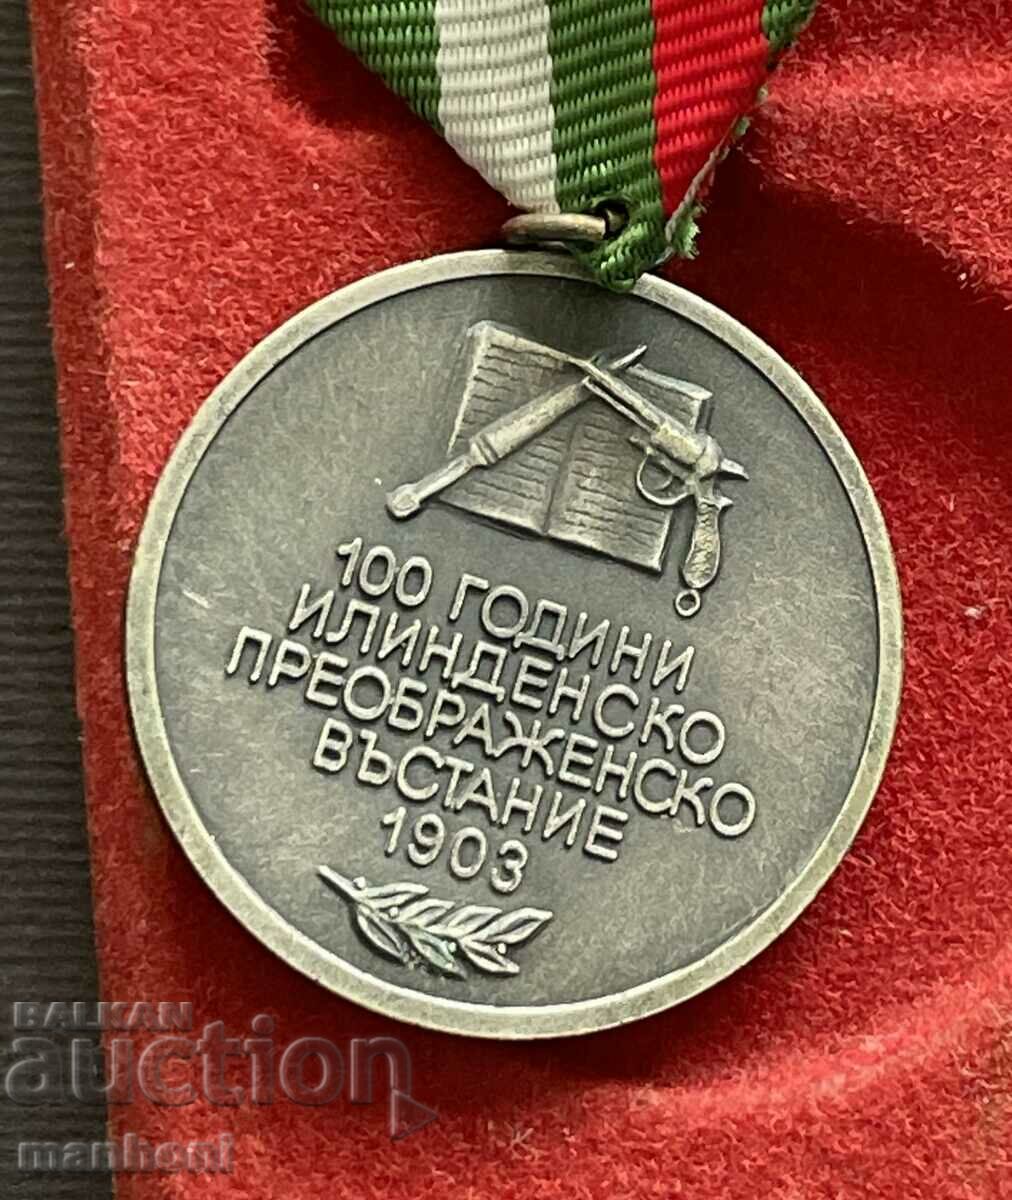 100 ГОДИНИ
ИЛИНДЕНСКО
ПРЕОБРАЖЕНСКО
ВЪСТАНИЕ
1903
BALKAN
auction
manhoni